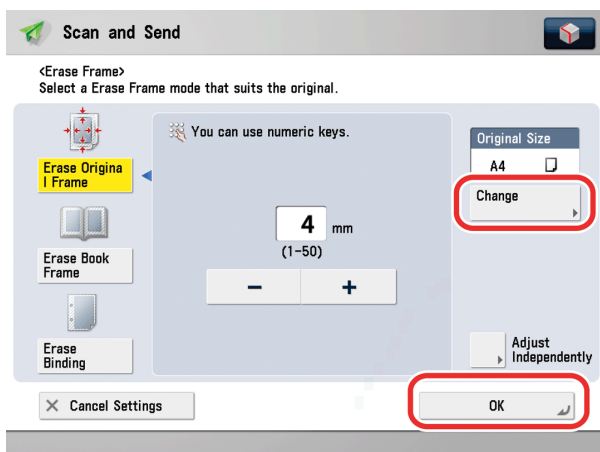 Scan and Send
<Erase Frame>
Select a Erase Frame mode that suits the original.
Erase Origina
l Frame
Erase Book
Frame
Erase
Binding
You can use numeric keys.
4 mm
(1-50)
− +
Original Size
A4
Change
Adjust
Independently
× Cancel Settings
OK